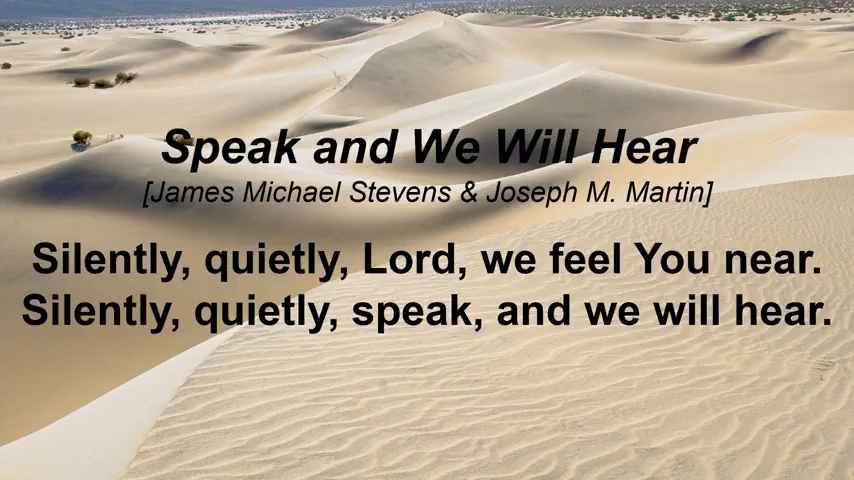 Speak and We Will Hear
[James Michael Stevens & Joseph M. Martin]
Silently, quietly, Lord, we feel You near.
Silently, quietly, speak, and we will hear.